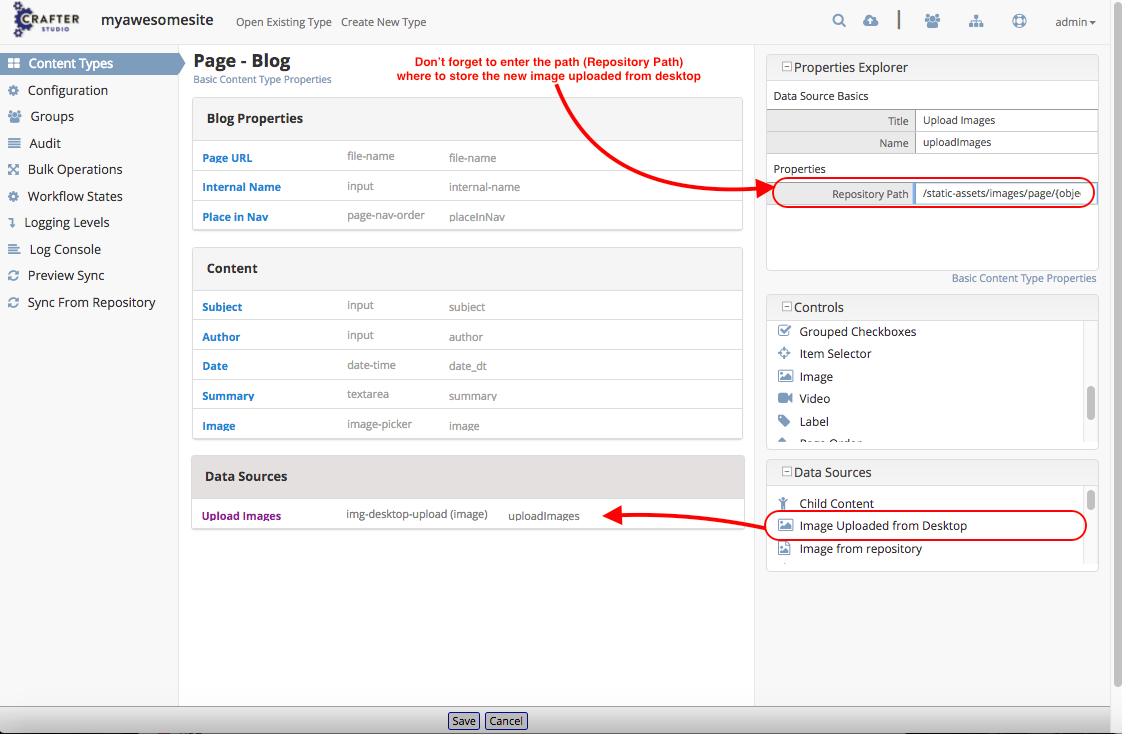 CRAFTER
STUDIO
myawesomesite
Open Existing Type
Create New Type
admin
Content Types
Configuration
Groups
Audit
Bulk Operations
Workflow States
Logging Levels
Log Console
Preview Sync
Sync From Repository
Page - Blog
Basic Content Type Properties
Don't forget to enter the path (Repository Path)
where to store the new image uploaded from desktop
Blog Properties
Page URL file-name file-name
Internal Name input internal-name
Place in Nav page-nav-order placeInNav
Content
Subject input subject
Author input author
Date date-time date_dt
Summary textarea summary
Image image-picker image
Data Sources
Upload Images img-desktop-upload (image) uploadImages
Properties Explorer
Data Source Basics
Title Upload Images
Name uploadImages
Properties
Repository Path /static-assets/images/page/{obje
Basic Content Type Properties
Controls
Grouped Checkboxes
Item Selector
Image
Video
Label
Data Sources
Child Content
Image Uploaded from Desktop
Image from repository
Save Cancel